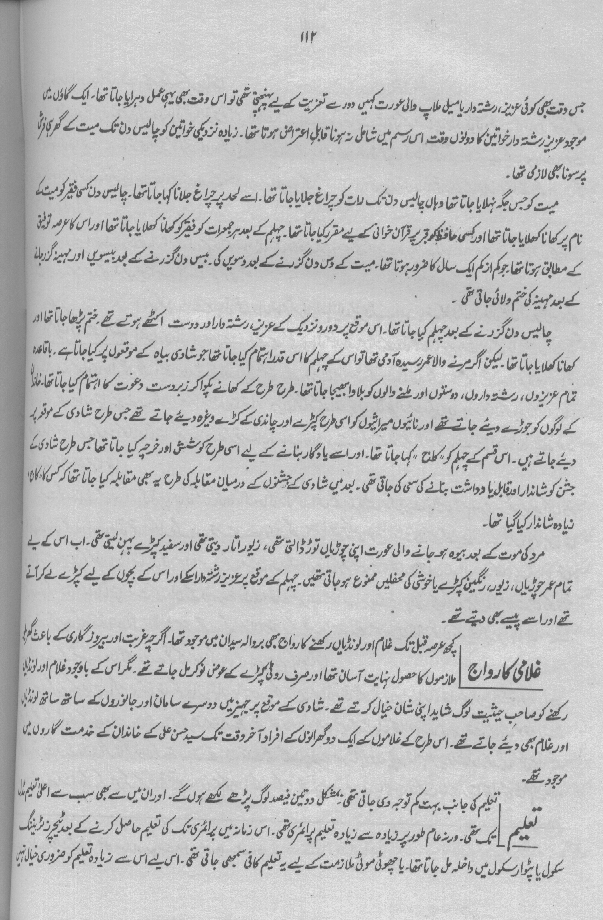 ۱۱۲
جس وقت بھی کوئی عزیز، رشتہ دار یا میل ملاپ والی عورت کہیں دور سے تعزیت کے لیے پہنچتی تھی تو اس وقت بھی یہی عمل دہرایا جاتا تھا۔ ایک گاؤں میں
موجود عزیز رشتہ دار خواتین کا دونوں وقت اس رسم میں شامل نہ ہونا قابلِ اعتراض ہوتا تھا۔ زیادہ نزدیکی خواتین کو چالیس دن تک میت کے گھر ہی فرش
پر سونا بھی لازمی تھا۔
میت کو جس جگہ نہلایا جاتا تھا وہاں چالیس دن تک رات کو چراغ جلایا جاتا تھا۔ اسے لحد پر چراغ جلانا کہا جاتا تھا۔ چالیس دن کسی فقیر کو میت کے
نام پر کھانا کھلایا جاتا تھا اور کسی حافظ کو قبر پر قرآن خوانی کے لیے مقرر کیا جاتا تھا۔ چہلم کے بعد ہر جمعرات کو فقیر کو کھانا کھلایا جاتا تھا اور اس کا عرصہ توفیق
کے مطابق ہوتا تھا۔ جو کم از کم ایک سال کا ضرور ہوتا تھا۔ میت کے دس دن گزرنے کے بعد دسویں کی۔ بیس دن گزرنے کے بعد بیسویں اور مہینہ گزر جانے
کے بعد مہینہ کی ختم دلائی جاتی تھی۔
چالیس دن گزرنے کے بعد چہلم کیا جاتا تھا۔ اس موقع پر دور و نزدیک کے عزیز، رشتہ دار اور دوست اکٹھے ہوتے تھے۔ ختم پڑھا جاتا تھا اور
کھانا کھلایا جاتا تھا۔ لیکن اگر مرنے والا عمر رسیدہ آدمی تھا تو اس کے چہلم کا اس قدر اہتمام کیا جاتا تھا جو شادی بیاہ کے موقعوں پر کیا جاتا ہے۔ باقاعدہ
تمام عزیزوں، رشتہ داروں، دوستوں اور ملنے والوں کو بلاوا بھیجا جاتا تھا۔ طرح طرح کے کھانے پکوا کر زبردست دعوت کا اہتمام کیا جاتا تھا۔
کے لوگوں کو جوڑے دیئے جاتے تھے اور نائیوں میراثیوں کو اسی طرح کپڑے اور چاندی کے کڑے وغیرہ دیئے جاتے تھے جس طرح شادی کے موقعہ پر
دیئے جاتے ہیں۔ اس قسم کے چہلم کو کہا جاتا تھا۔ اور اسے یادگار بنانے کے لیے اسی طرح کوشش اور خرچہ کیا جاتا تھا جس طرح شادی کے
جشن کو شاندار اور قابلِ یادداشت بنانے کی سعی کی جاتی تھی۔ بعد میں شادی کے جشنوں کے درمیان مقابلہ کی طرح یہ بھی مقابلہ کیا جاتا تھا کہ کس کا
زیادہ شاندار کیا گیا تھا۔
مرد کی موت کے بعد بیوہ ہو جانے والی عورت اپنی چوڑیاں توڑ ڈالتی تھی، زیور اتار دیتی تھی اور سفید کپڑے پہن لیتی تھی۔ اب اس کے لیے
تمام عمر چوڑیاں، زیور، رنگین کپڑے یا خوشی کی محفلیں ممنوع ہو جاتی تھیں۔ چہلم کے موقع پر عزیز رشتہ دار اسکے اور اس کے بچوں کے لیے کپڑے لے کر آتے
تھے اور اسے پیسے بھی دیتے تھے۔
غلامی کا رواج
کچھ عرصہ قبل تک غلام اور لونڈیاں رکھنے کا رواج بھی پروالہ سیدان میں موجود تھا۔ اگرچہ غربت اور بیروزگاری کے باعث گھریلو
ملازموں کا حصول نہایت آسان تھا اور صرف روٹی کپڑے کے عوض نوکر مل جاتے تھے۔ مگر اس کے باوجود غلام اور لونڈیاں
رکھنے کو صاحب حیثیت لوگ شاید اپنی شان خیال کرتے تھے۔ شادی کے موقع پر جہیز میں دوسرے سامان اور جانوروں کے ساتھ ساتھ لونڈیاں
اور غلام بھی دیئے جاتے تھے۔ اس طرح کے غلاموں کے ایک دو گھرانوں کے افراد آخر وقت تک سید حسن علی کے خاندان کے خدمت گاروں میں
موجود تھے۔
تعلیم
تعلیم کی جانب بہت کم توجہ دی جاتی تھی۔ بمشکل دو تین فیصد لوگ پڑھے لکھے ہوں گے۔ اور ان میں سے بھی سب سے اعلیٰ تعلیم
تک تھی۔ ورنہ عام طور پر زیادہ سے زیادہ تعلیم پرائمری تھی۔ اس زمانہ میں پرائمری تک کی تعلیم حاصل کرنے کے بعد ٹیچرز ٹریننگ
سکول یا پٹوار سکول میں داخلہ مل جاتا تھا۔ یا چھوٹی موٹی ملازمت کے لیے یہ تعلیم کافی سمجھی جاتی تھی۔ اس لیے اس سے زیادہ تعلیم کو ضروری خیال نہیں